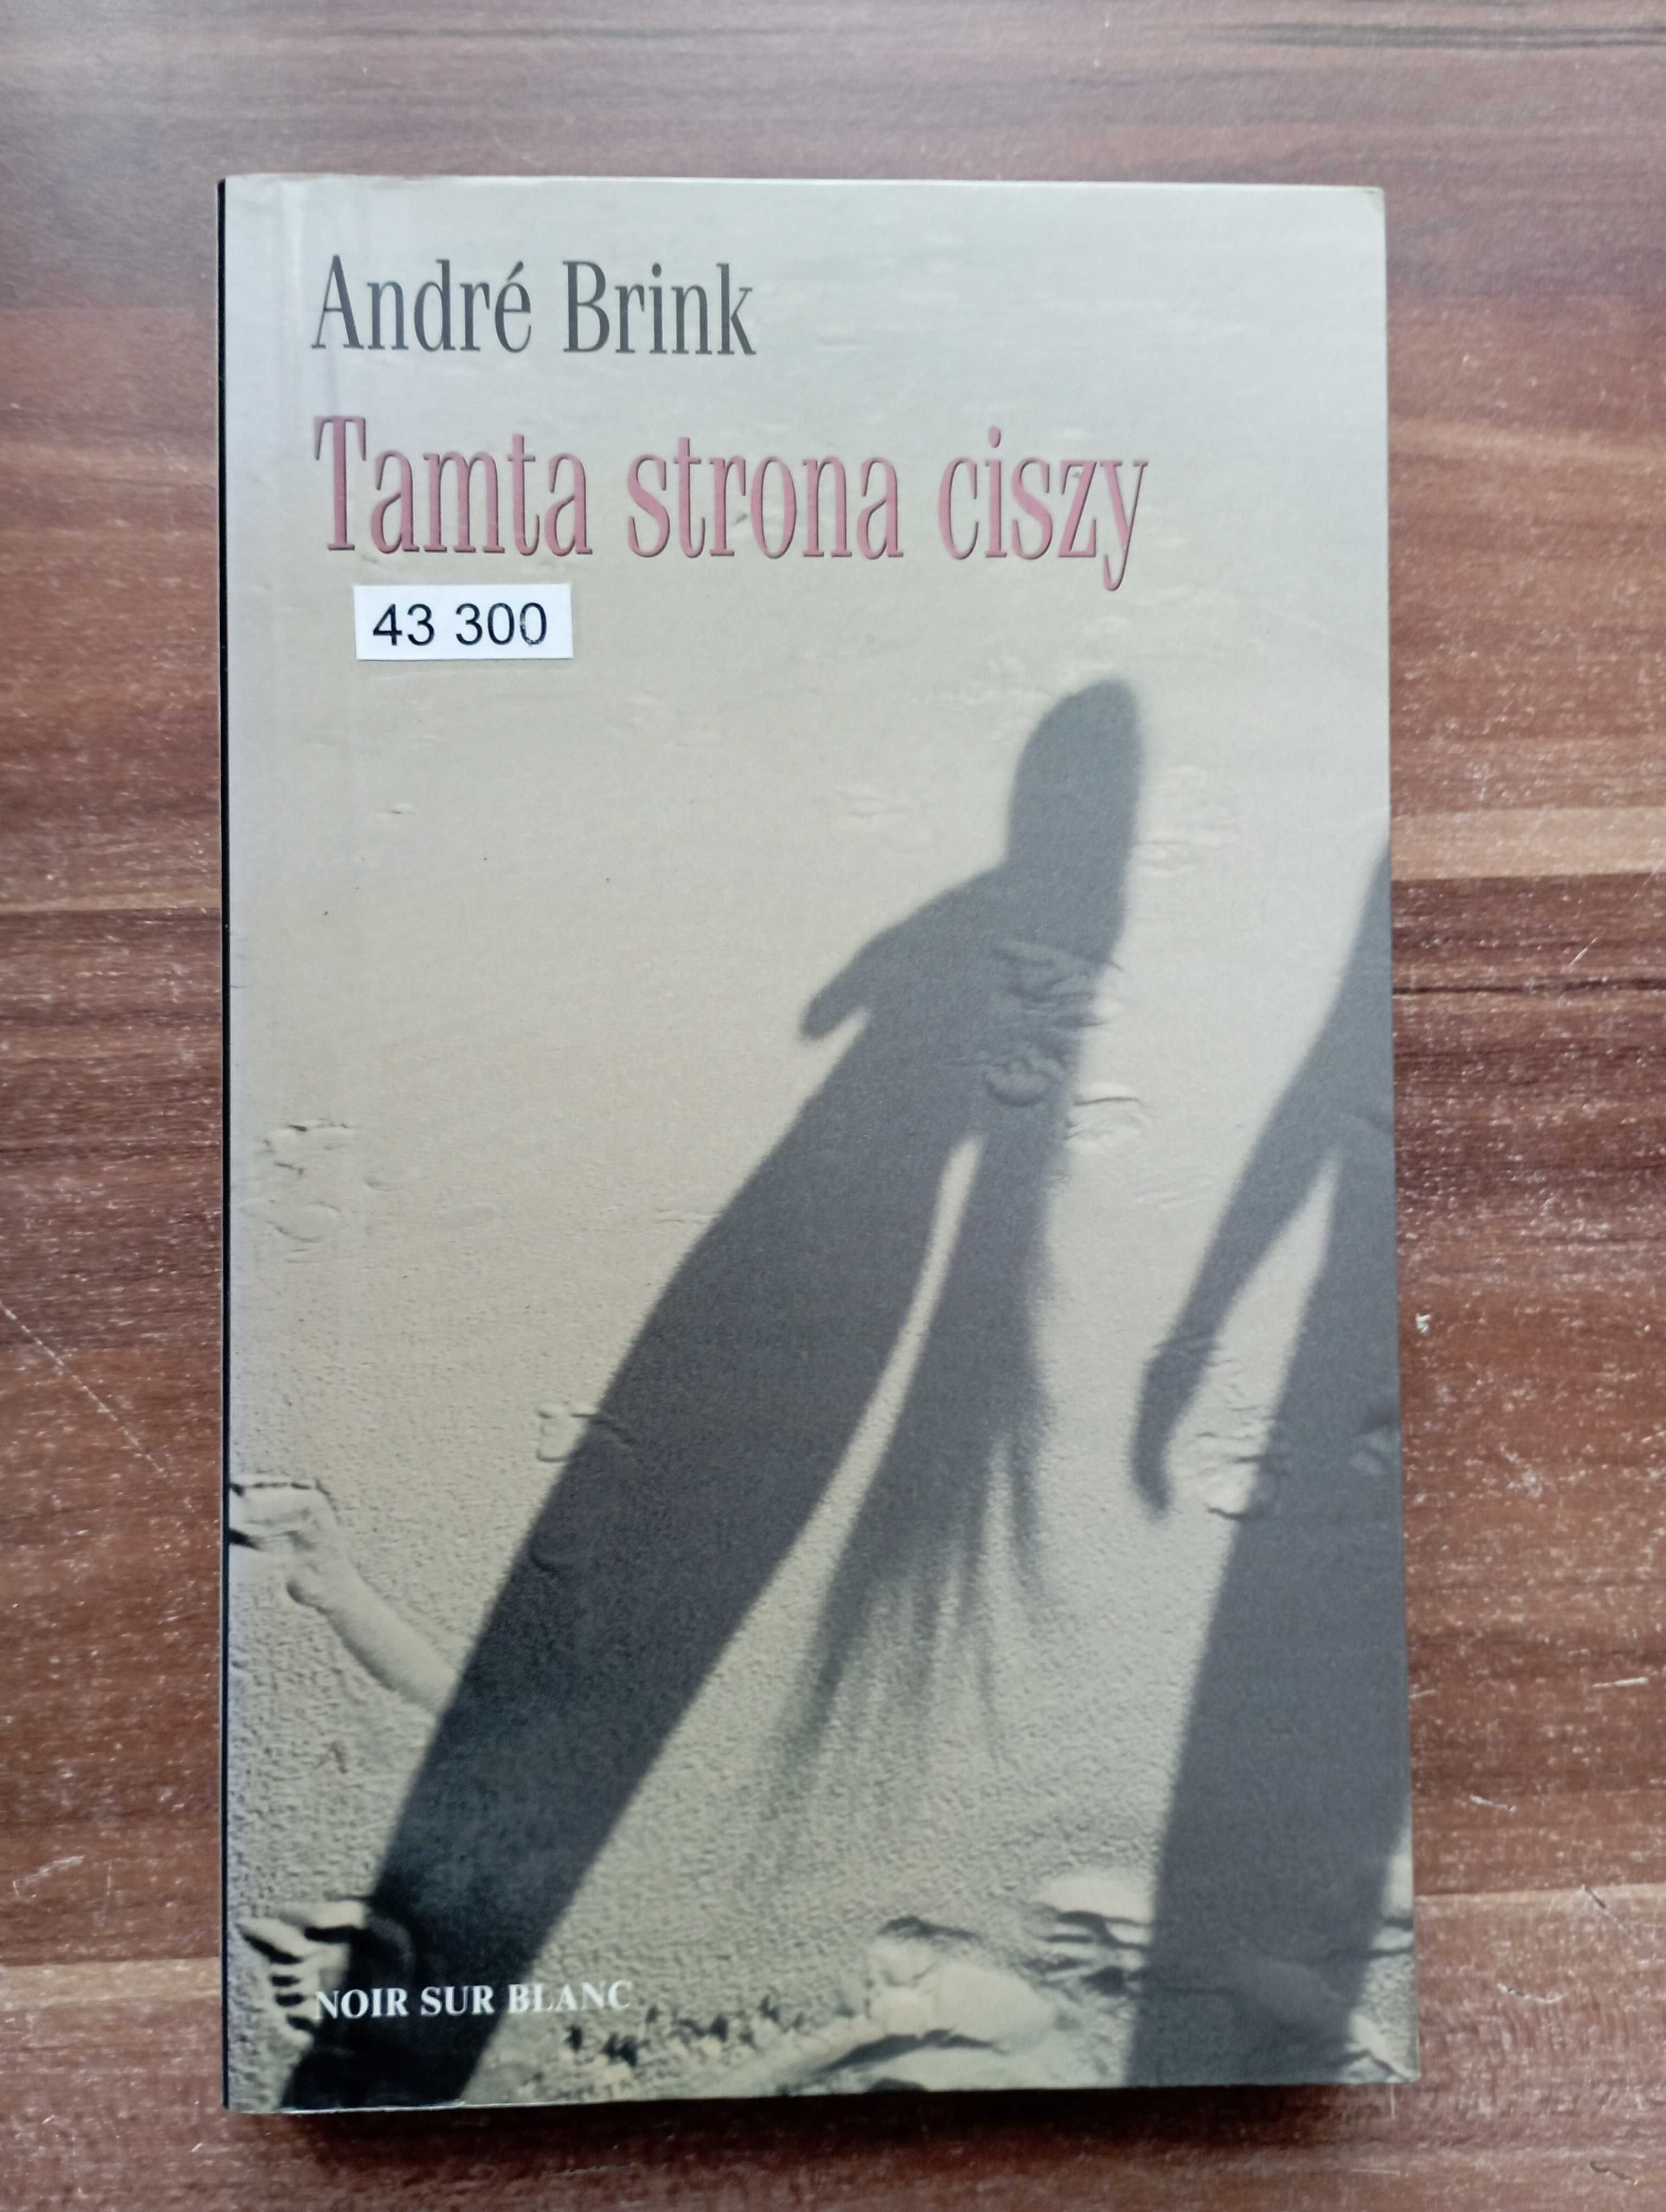 André Brink
Tamta strona ciszy
43 300
NOIR SUR BLANC